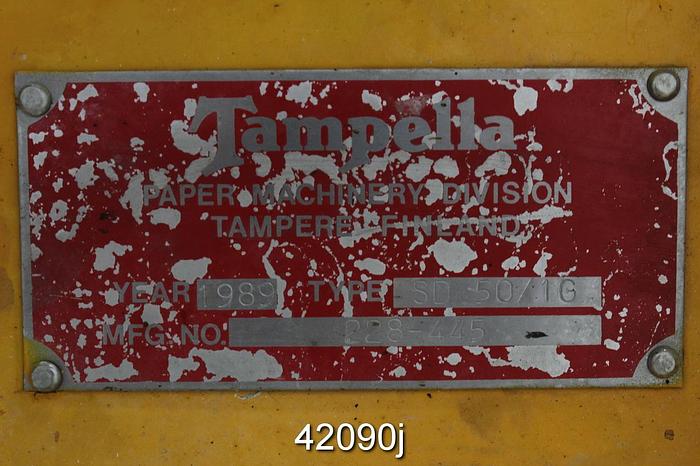 Tampella
PAPER MACHINERY DIVISION
TAMPERE FINLAND
YEAR 1989 TYPE SD 50/1G
MFG NO. 228-445
42090j